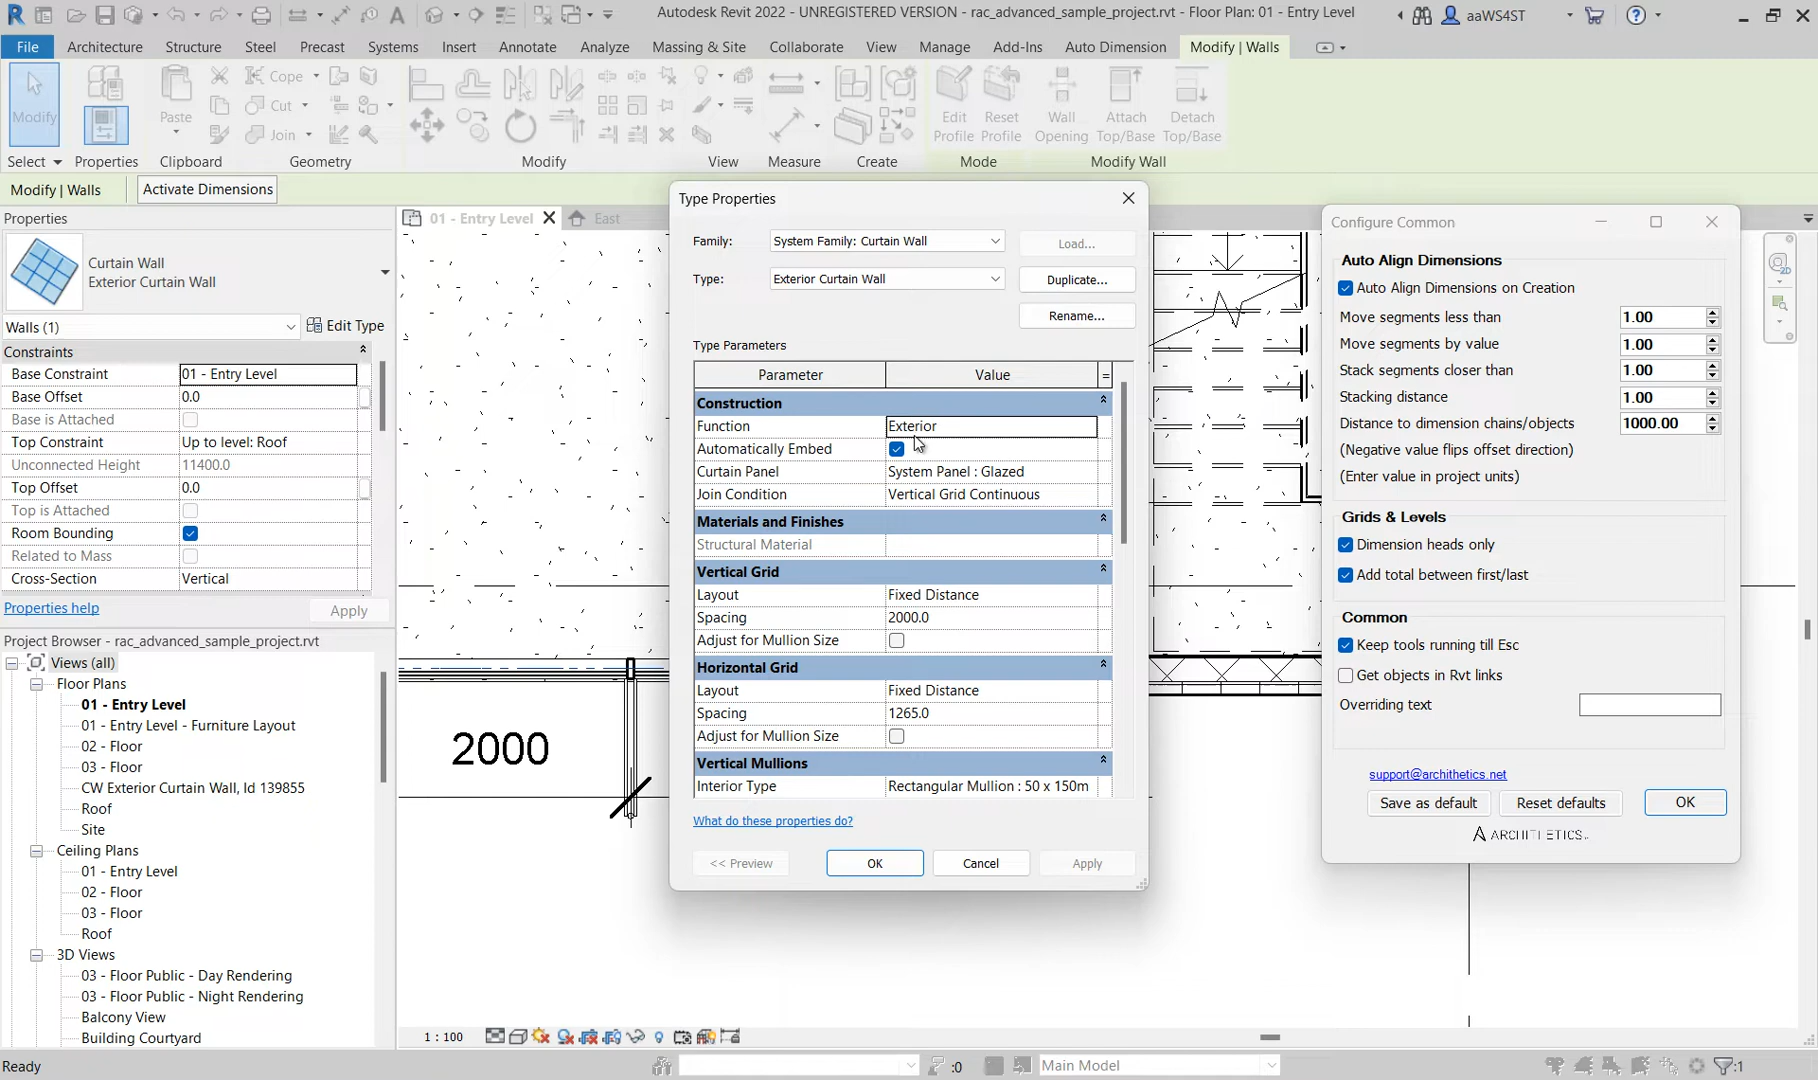 Autodesk Revit 2022 - UNREGISTERED VERSION - rac_advanced_sample_project.rvt - Floor Plan: 01 - Entry Level
aaWS4ST
File Architecture Structure Steel Precast Systems Insert Annotate Analyze Massing & Site Collaborate View Manage Add-Ins Auto Dimension Modify | Walls
Modify
Paste
Cope
Cut
Join
Edit Profile
Reset Profile
Wall Opening
Attach Top/Base
Detach Top/Base
Select Properties Clipboard Geometry Modify View Measure Create Mode Modify Wall
Modify | Walls Activate Dimensions
Properties
Curtain Wall
Exterior Curtain Wall
Walls (1) Edit Type
Constraints
Base Constraint 01 - Entry Level
Base Offset 0.0
Base is Attached
Top Constraint Up to level: Roof
Unconnected Height 11400.0
Top Offset 0.0
Top is Attached
Room Bounding
Related to Mass
Cross-Section Vertical
Properties help Apply
Project Browser - rac_advanced_sample_project.rvt
Views (all)
Floor Plans
01 - Entry Level
01 - Entry Level - Furniture Layout
02 - Floor
03 - Floor
CW Exterior Curtain Wall, Id 139855
Roof
Site
Ceiling Plans
01 - Entry Level
02 - Floor
03 - Floor
Roof
3D Views
03 - Floor Public - Day Rendering
03 - Floor Public - Night Rendering
Balcony View
Building Courtyard
01 - Entry Level East
2000
Type Properties
Family: System Family: Curtain Wall Load...
Type: Exterior Curtain Wall Duplicate...
Rename...
Type Parameters
Parameter Value =
Construction
Function Exterior
Automatically Embed
Curtain Panel System Panel : Glazed
Join Condition Vertical Grid Continuous
Materials and Finishes
Structural Material
Vertical Grid
Layout Fixed Distance
Spacing 2000.0
Adjust for Mullion Size
Horizontal Grid
Layout Fixed Distance
Spacing 1265.0
Adjust for Mullion Size
Vertical Mullions
Interior Type Rectangular Mullion : 50 x 150m
What do these properties do?
<< Preview OK Cancel Apply
Configure Common
Auto Align Dimensions
Auto Align Dimensions on Creation
Move segments less than 1.00
Move segments by value 1.00
Stack segments closer than 1.00
Stacking distance 1.00
Distance to dimension chains/objects 1000.00
(Negative value flips offset direction)
(Enter value in project units)
Grids & Levels
Dimension heads only
Add total between first/last
Common
Keep tools running till Esc
Get objects in Rvt links
Overriding text
support@archithetics.net
Save as default Reset defaults OK
ARCHITHETICS
2D
1 : 100
Ready
:0
Main Model
:1